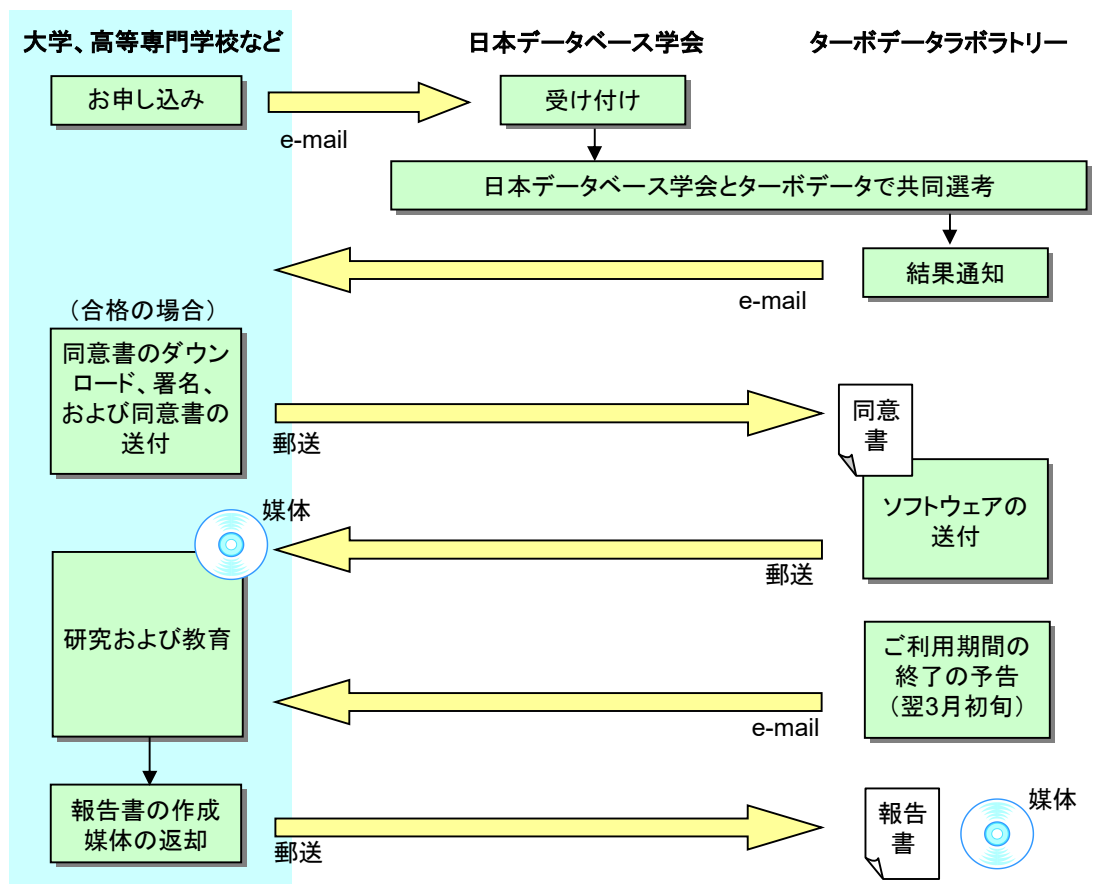 大学、高等専門学校など
日本データベース学会
ターボデータラボラトリー
お申し込み
e-mail
受け付け
日本データベース学会とターボデータで共同選考
結果通知
e-mail
（合格の場合）
同意書のダウン
ロード、署名、
および同意書の
送付
郵送
同意
書
ソフトウェアの
送付
媒体
郵送
研究および教育
ご利用期間の
終了の予告
（翌3月初旬）
e-mail
報告書の作成
媒体の返却
郵送
報告
書
媒体